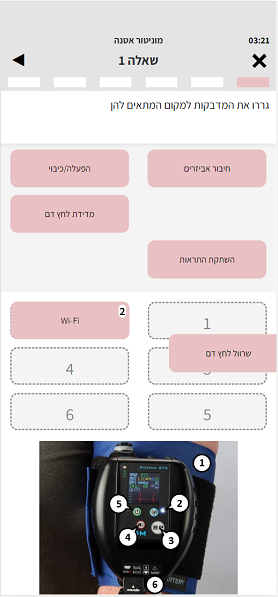 מוניטור אטנה
03:21
שאלה 1
גררו את המדבקות למקום המתאים להן
חיבור אביזרים
הפעלה/כיבוי
מדידת לחץ דם
השתקת התראות
1
Wi-Fi
2
שרוול לחץ דם
4
5
6
1
2
5
4
3
6